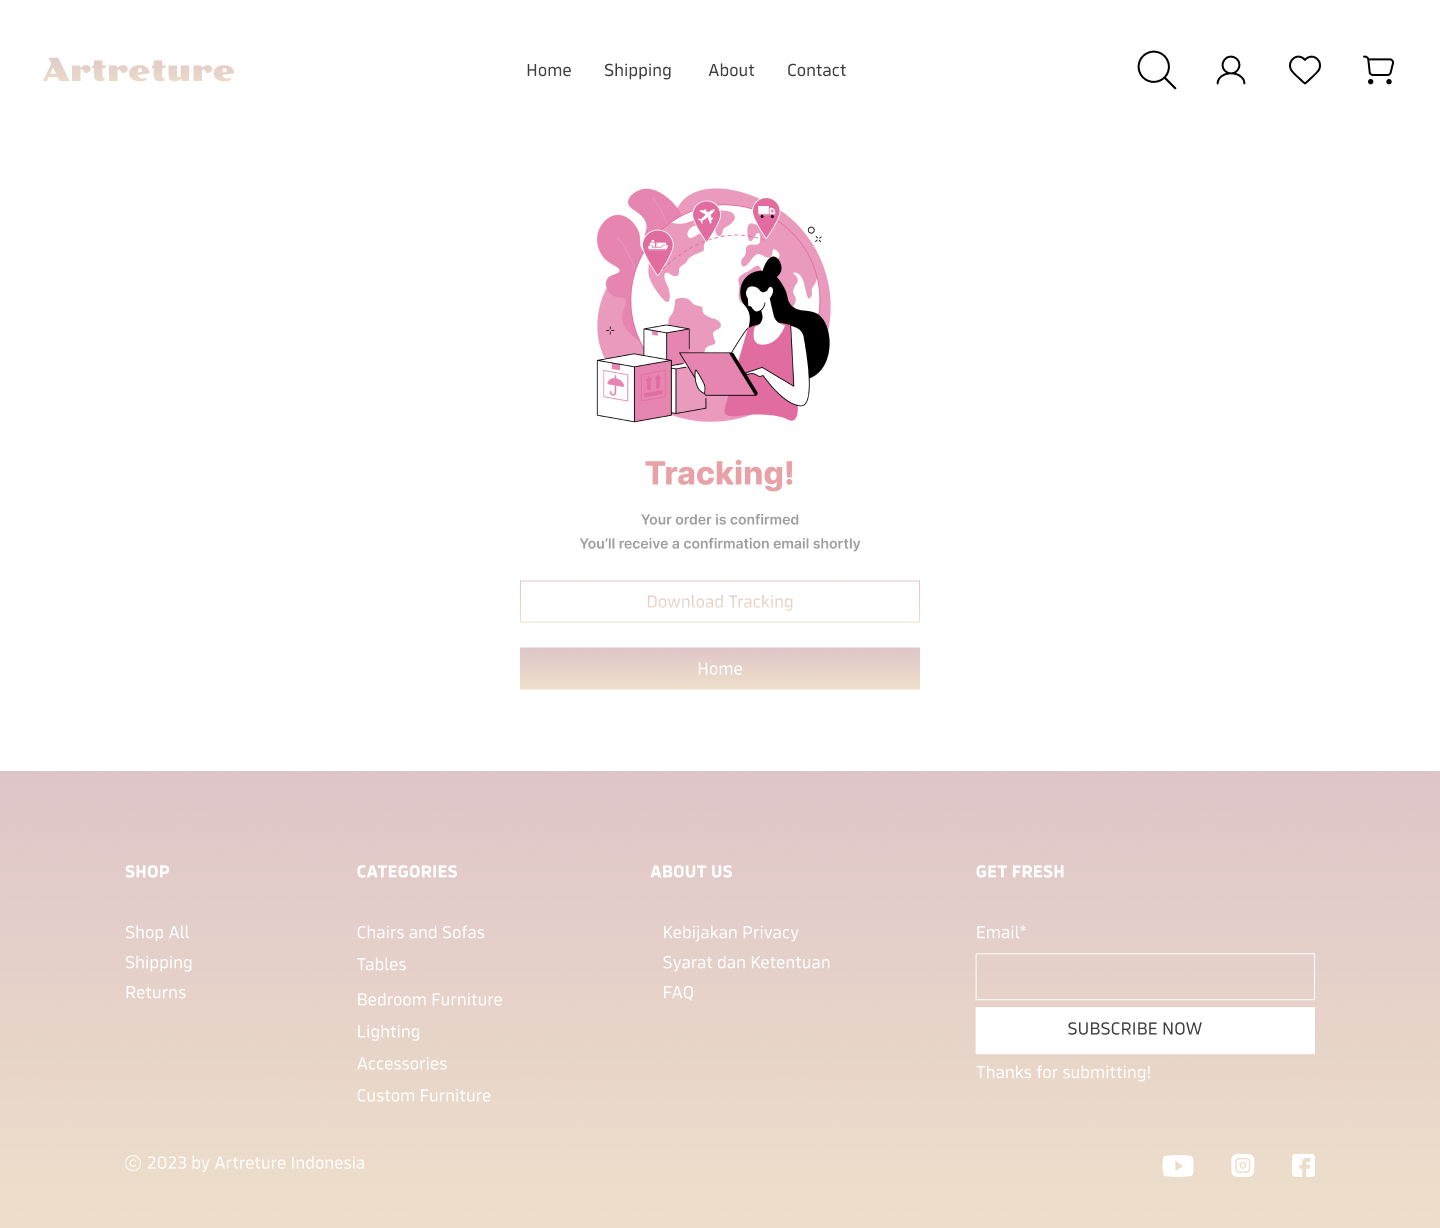 Artreture
Home Shipping About Contact
Tracking!
Your order is confirmed
You’ll receive a confirmation email shortly
Download Tracking
Home
SHOP
Shop All
Shipping
Returns
CATEGORIES
Chairs and Sofas
Tables
Bedroom Furniture
Lighting
Accessories
Custom Furniture
ABOUT US
Kebijakan Privacy
Syarat dan Ketentuan
FAQ
GET FRESH
Email*
SUBSCRIBE NOW
Thanks for submitting!
© 2023 by Artreture Indonesia